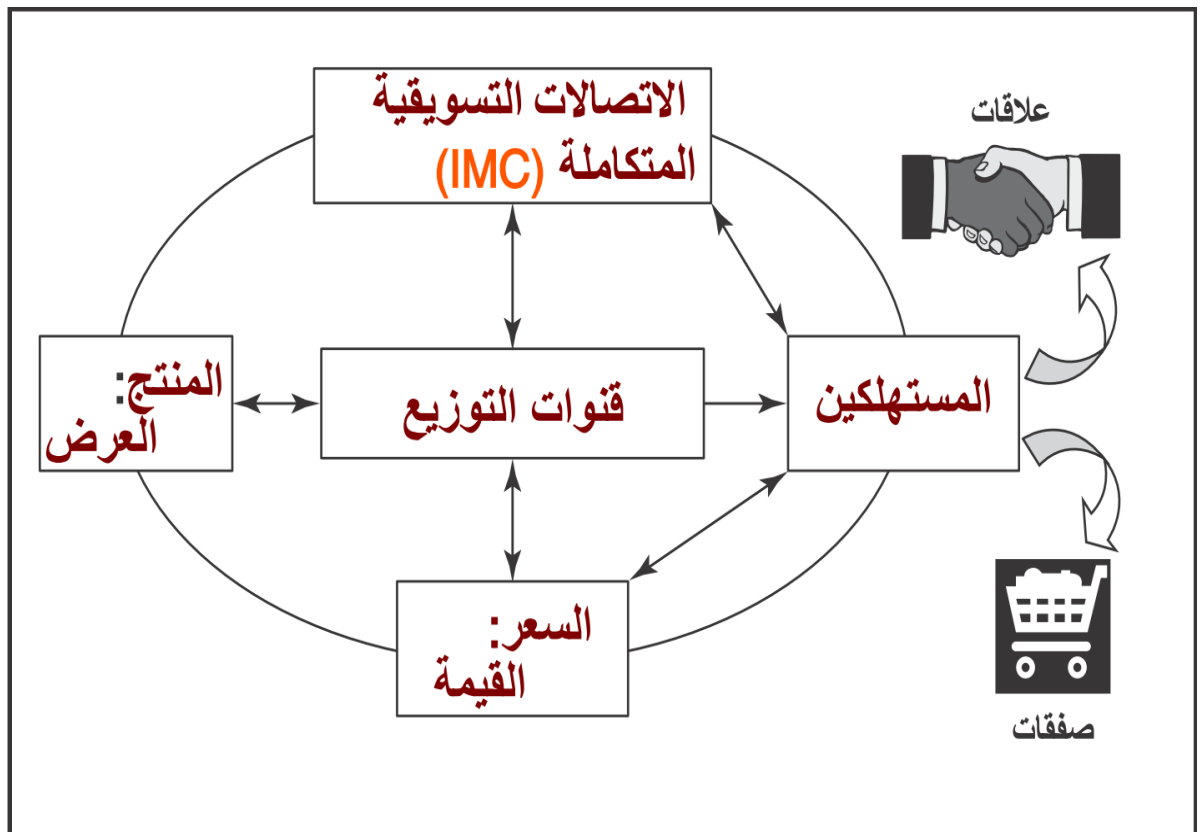 الاتصالات التسويقية
المتكاملة (IMC)
علاقات
المنتج:
العرض
قنوات التوزيع
المستهلكين
السعر:
القيمة
صفقات